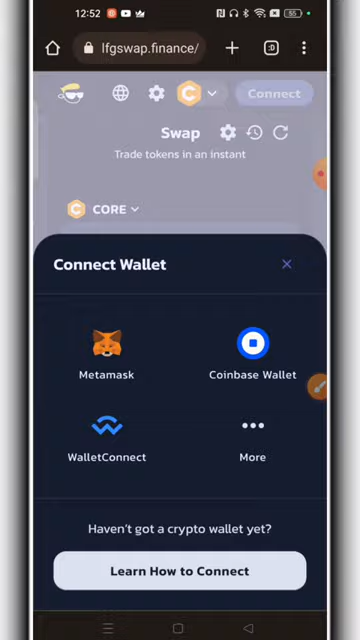 12:52
55
lfgswap.finance/
Connect
Swap
Trade tokens in an instant
CORE
Connect Wallet
Metamask
Coinbase Wallet
WalletConnect
More
Haven't got a crypto wallet yet?
Learn How to Connect